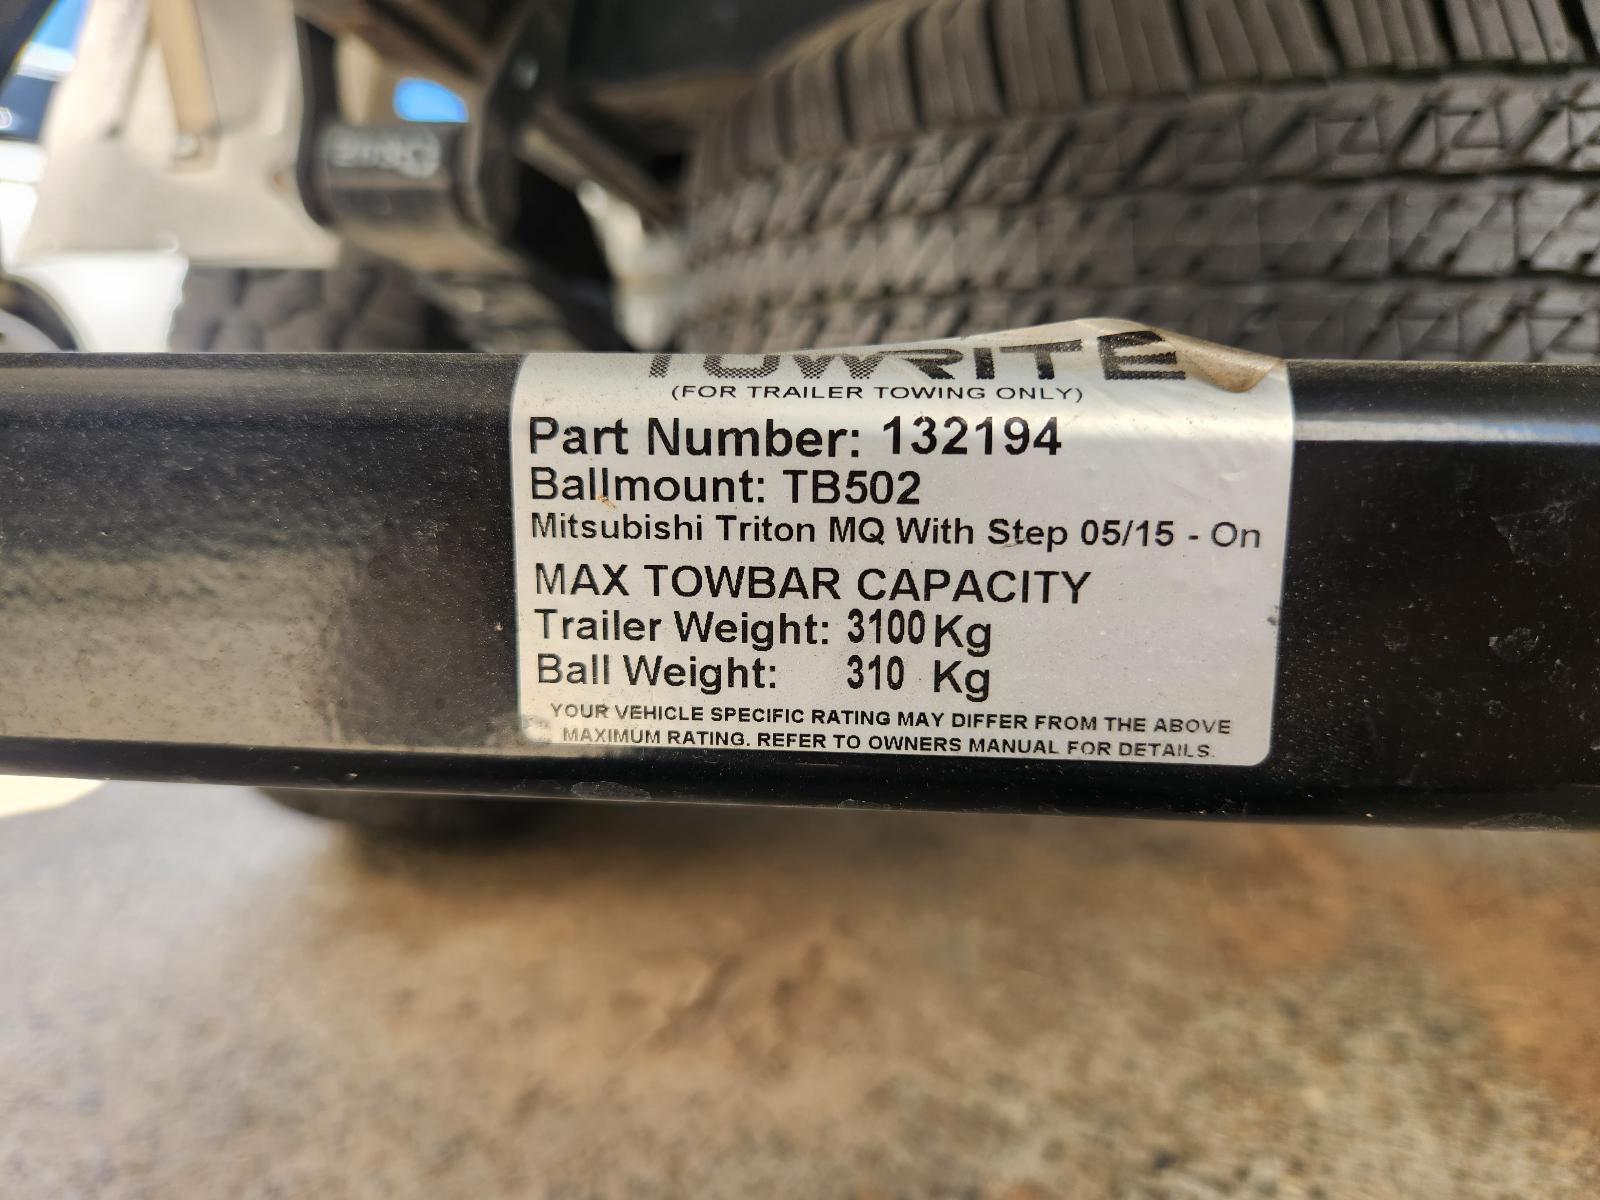 TOWRITE
(FOR TRAILER TOWING ONLY)
Part Number: 132194
Ballmount: TB502
Mitsubishi Triton MQ With Step 05/15 - On
MAX TOWBAR CAPACITY
Trailer Weight: 3100 Kg
Ball Weight: 310 Kg
YOUR VEHICLE SPECIFIC RATING MAY DIFFER FROM THE ABOVE
MAXIMUM RATING. REFER TO OWNERS MANUAL FOR DETAILS.